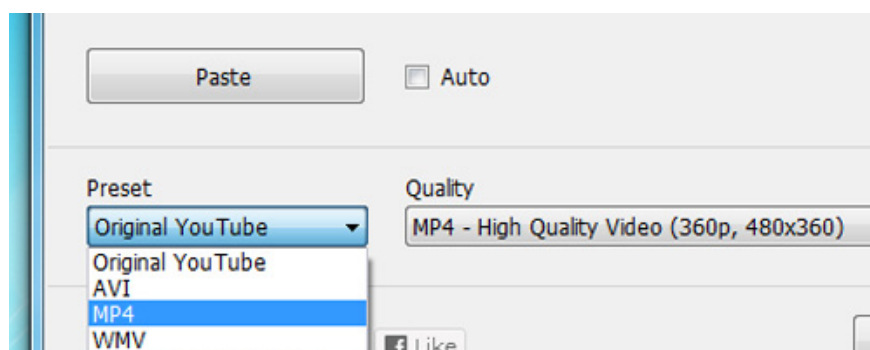 Paste
Auto
Preset
Quality
Original YouTube
MP4 - High Quality Video (360p, 480x360)
Original YouTube
AVI
MP4
WMV
Like